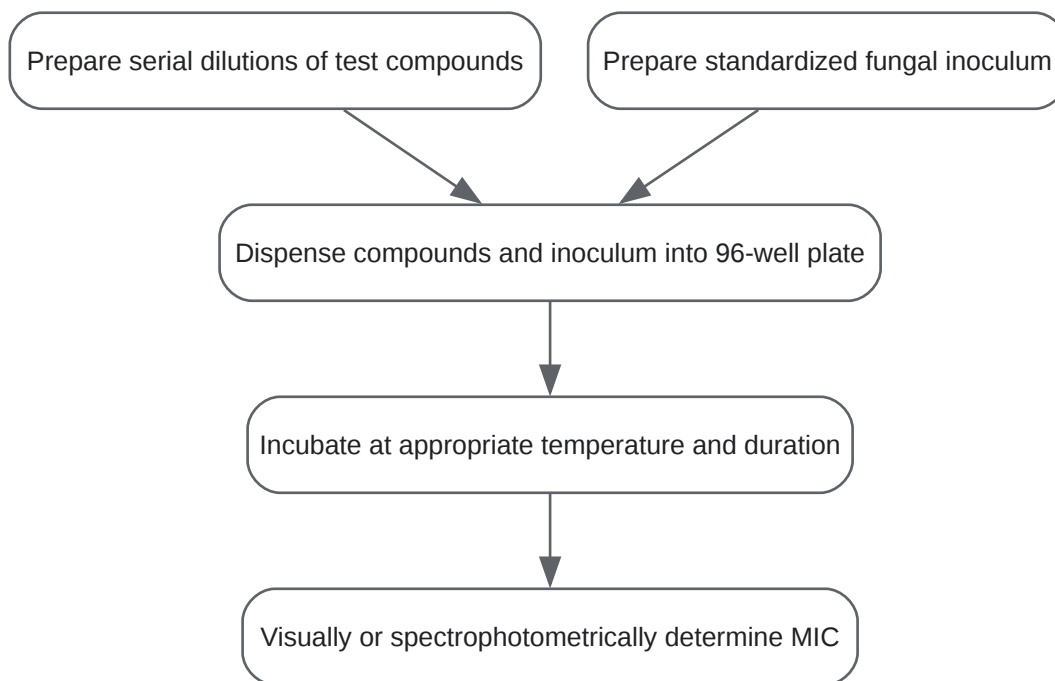 Prepare serial dilutions of test compounds
Prepare standardized fungal inoculum
Dispense compounds and inoculum into 96-well plate
Incubate at appropriate temperature and duration
Visually or spectrophotometrically determine MIC